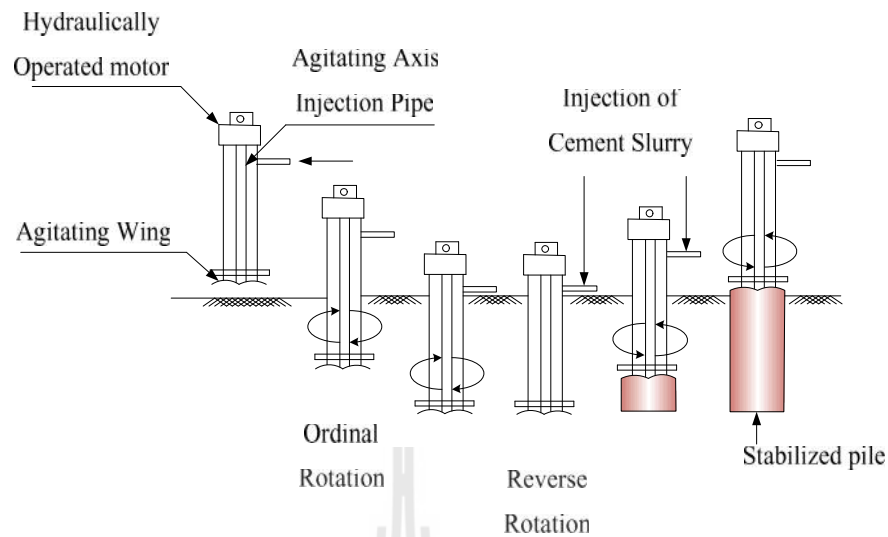 Hydraulically
Operated motor
Agitating Axis
Injection Pipe
Injection of
Cement Slurry
Agitating Wing
Ordinal
Rotation
Reverse
Rotation
Stabilized pile